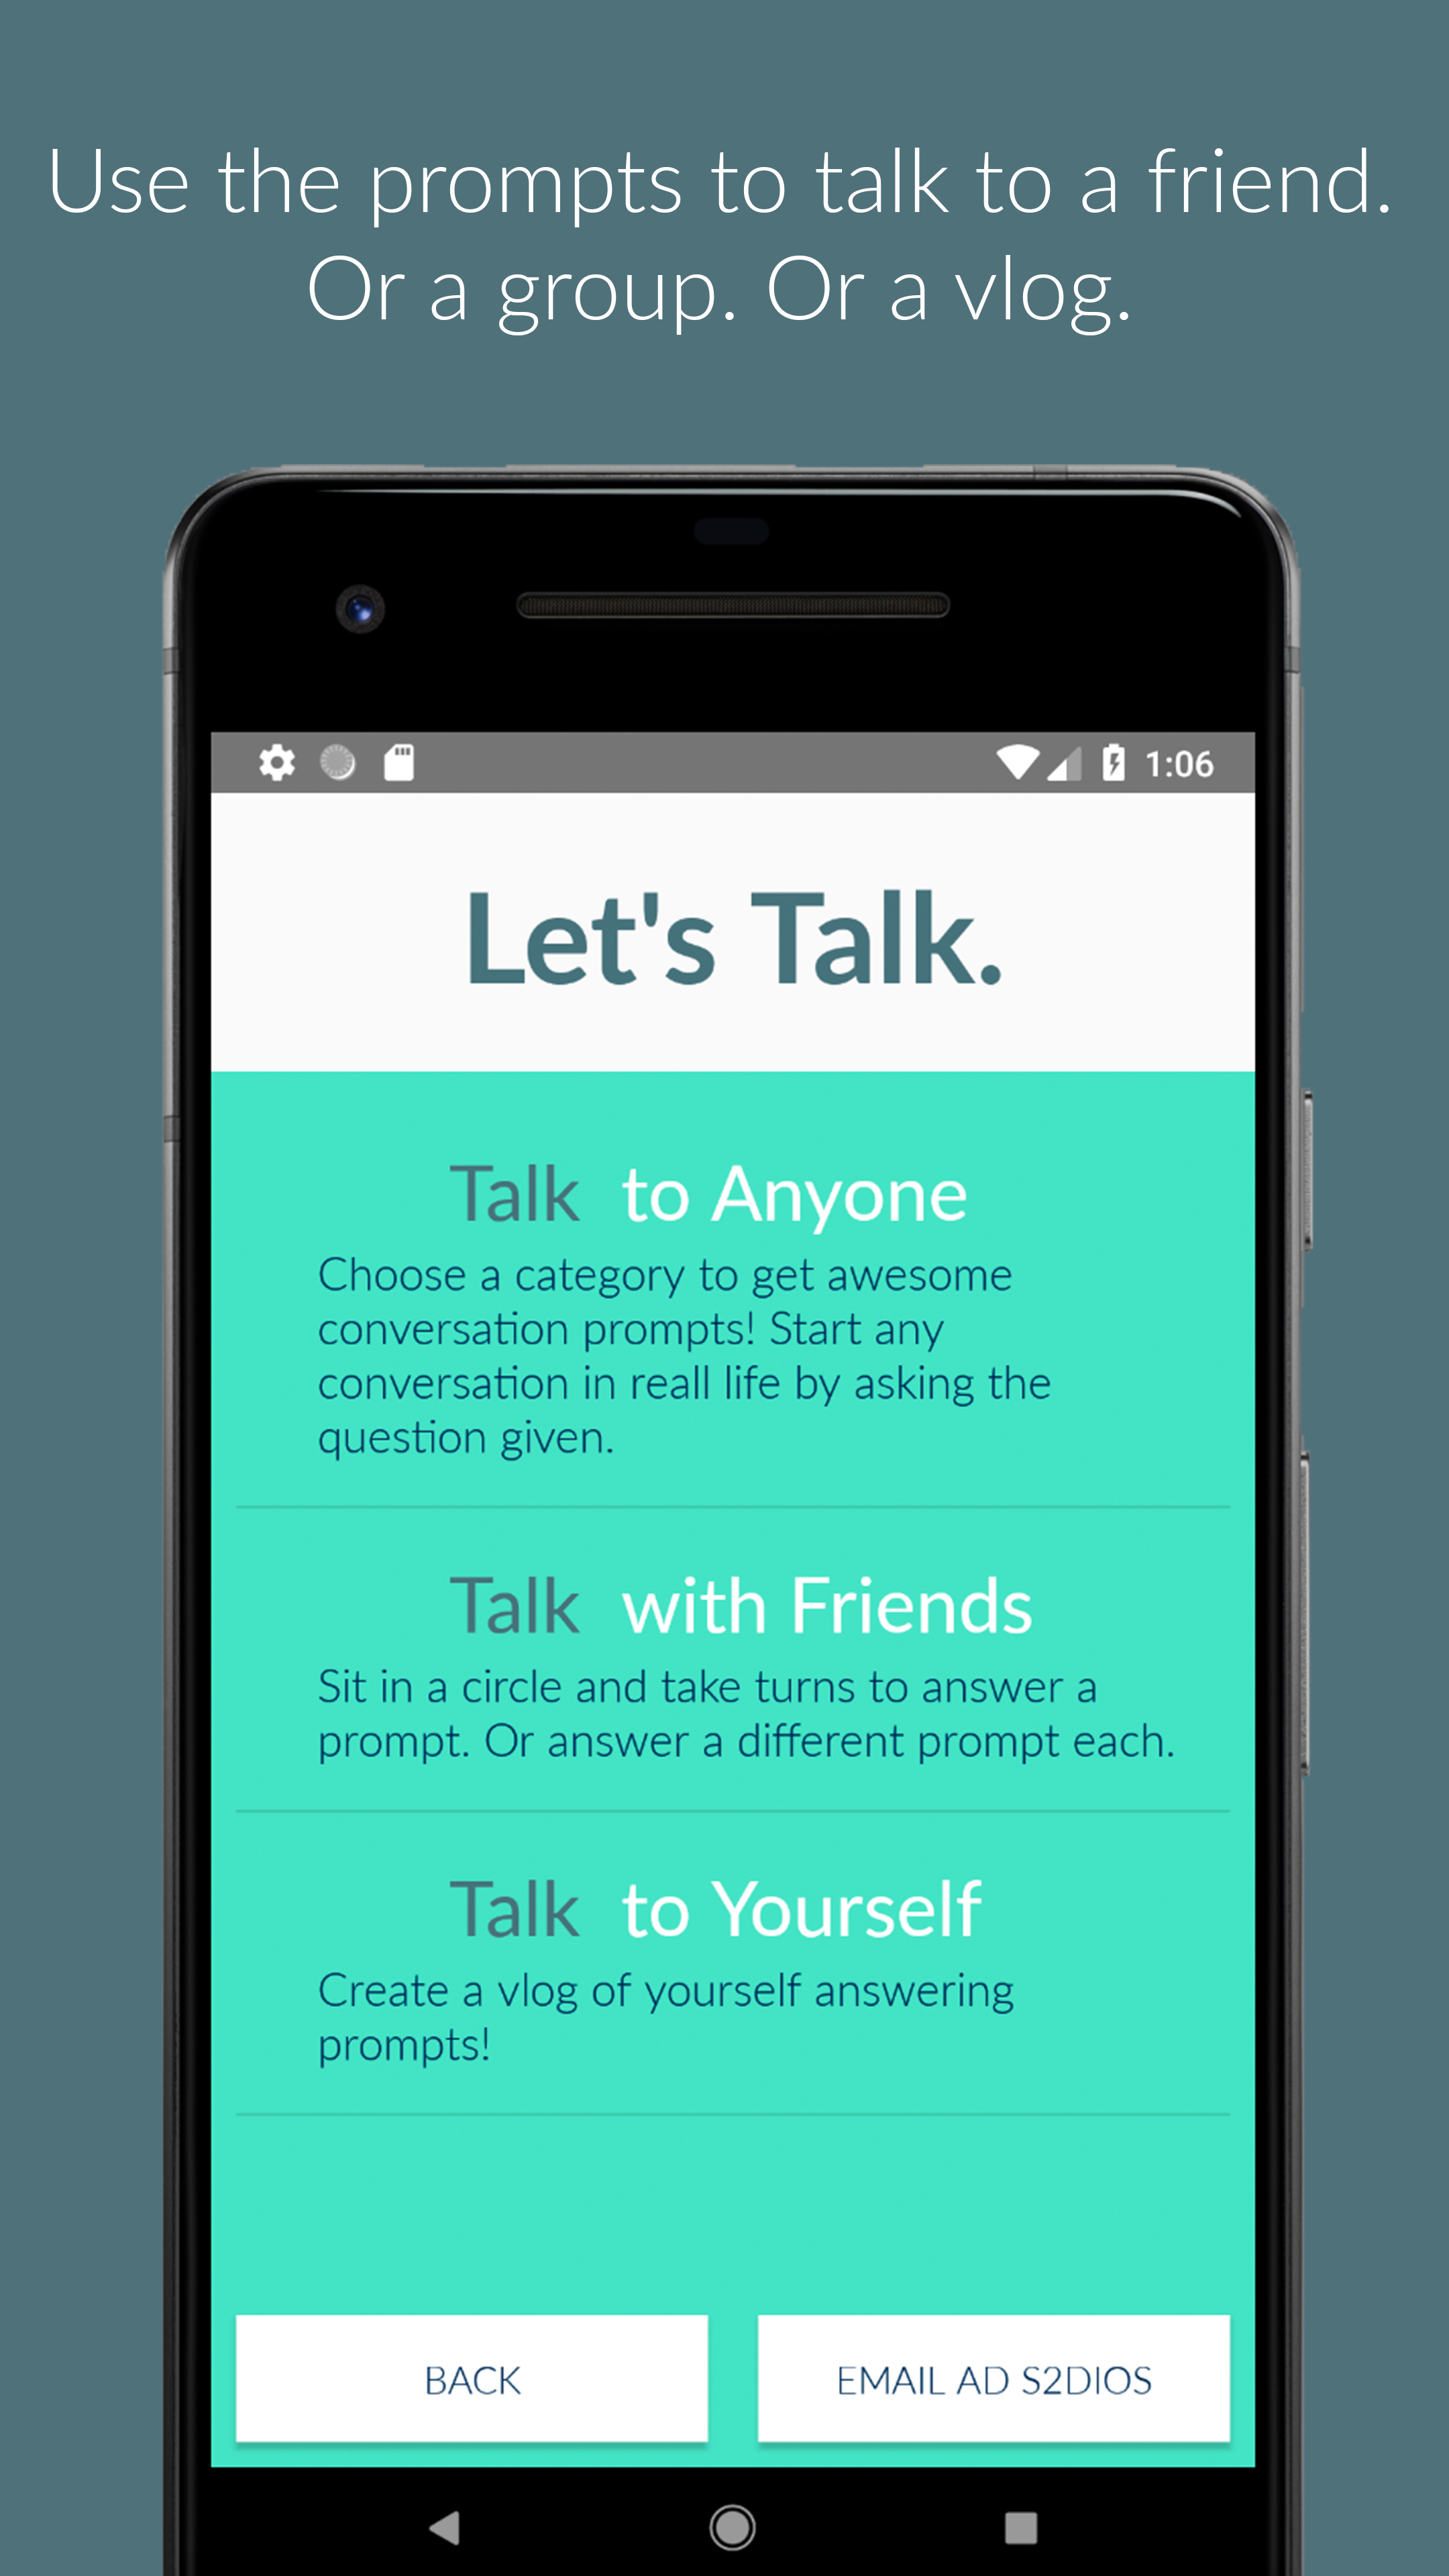 Use the prompts to talk to a friend.
Or a group. Or a vlog.
1:06
Let's Talk.
Talk to Anyone
Choose a category to get awesome
conversation prompts! Start any
conversation in reall life by asking the
question given.
Talk with Friends
Sit in a circle and take turns to answer a
prompt. Or answer a different prompt each.
Talk to Yourself
Create a vlog of yourself answering
prompts!
BACK
EMAIL AD S2DIOS